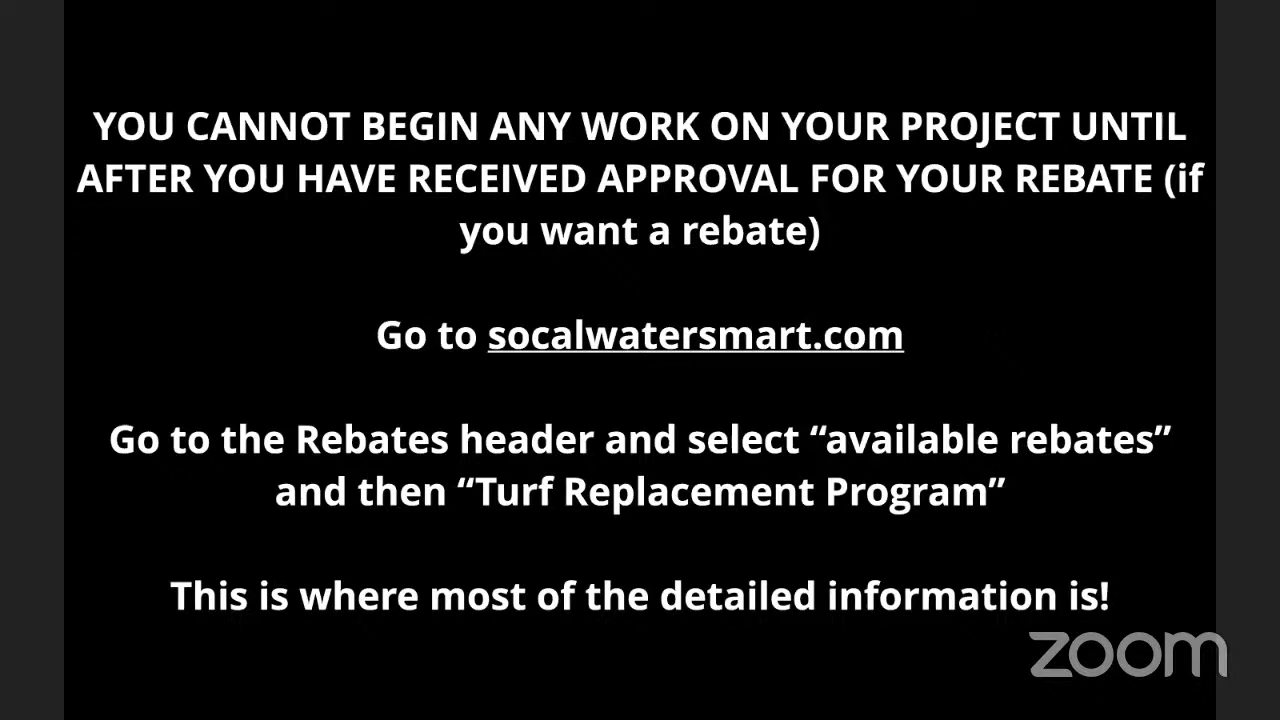 YOU CANNOT BEGIN ANY WORK ON YOUR PROJECT UNTIL
AFTER YOU HAVE RECEIVED APPROVAL FOR YOUR REBATE (if
you want a rebate)
Go to socalwatersmart.com
Go to the Rebates header and select “available rebates”
and then “Turf Replacement Program”
This is where most of the detailed information is!
zoom